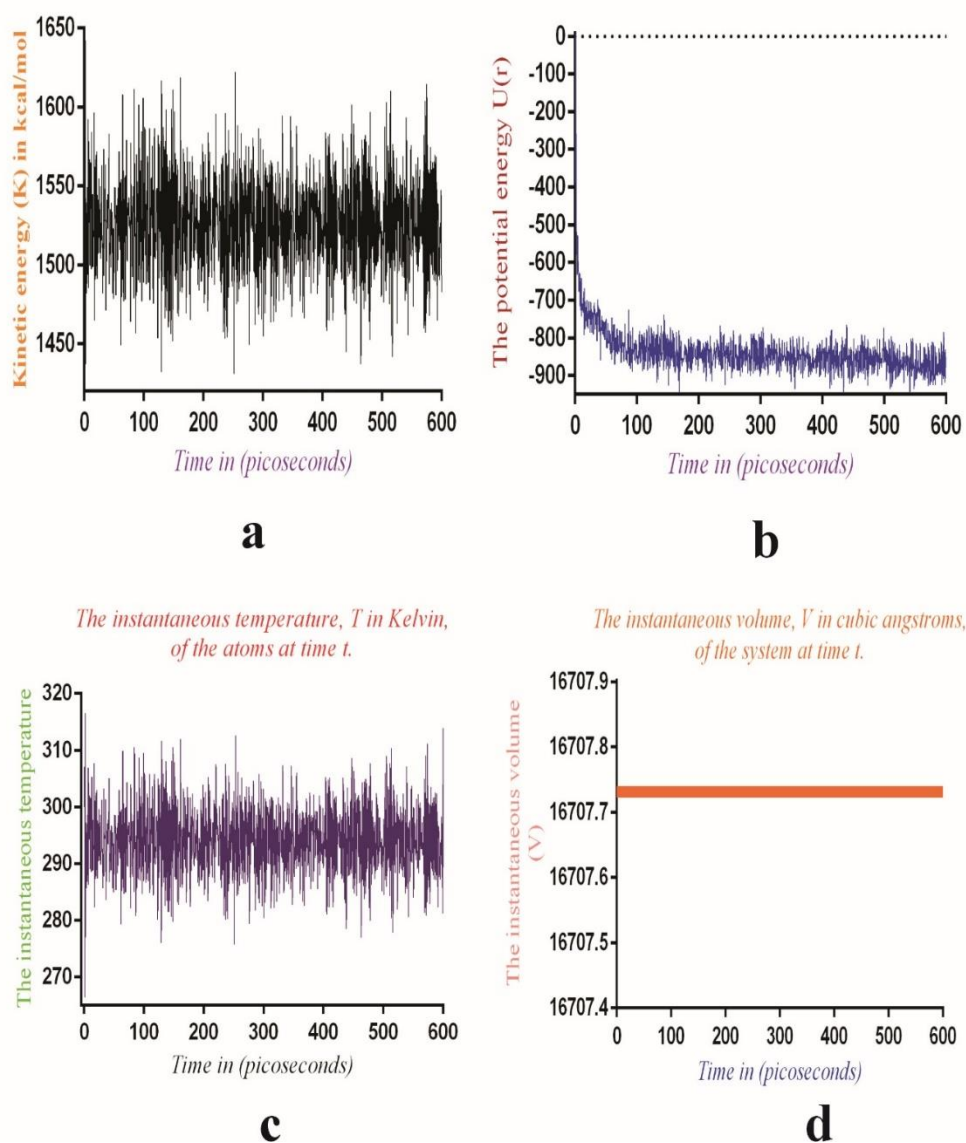 Kinetic energy (K) in kcal/mol
1650
1600
1550
1500
1450
0 100 200 300 400 500 600
Time in (picoseconds)
a
The potential energy U(r)
0
-100
-200
-300
-400
-500
-600
-700
-800
-900
0 100 200 300 400 500 600
Time in (picoseconds)
b
The instantaneous temperature, T in Kelvin,
of the atoms at time t.
The instantaneous temperature
320
310
300
290
280
270
0 100 200 300 400 500 600
Time in (picoseconds)
c
The instantaneous volume, V in cubic angstroms,
of the system at time t.
The instantaneous volume
(V)
16707.9
16707.8
16707.7
16707.6
16707.5
16707.4
0 100 200 300 400 500 600
Time in (picoseconds)
d